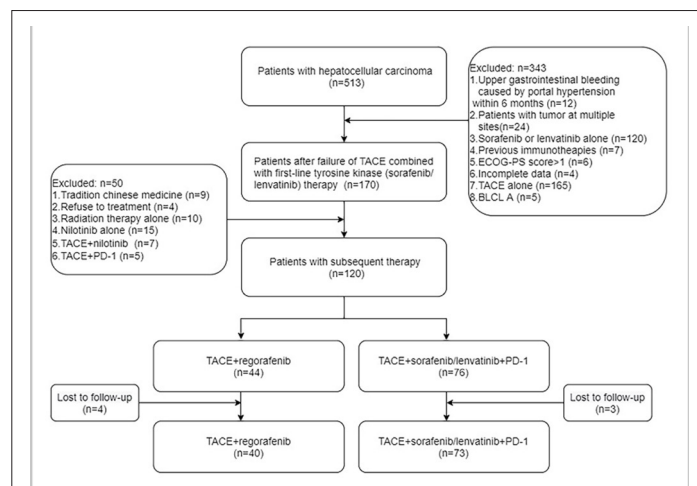 Patients with hepatocellular carcinoma
(n=513)
Excluded: n=343
1.Upper gastrointestinal bleeding
caused by portal hypertension
within 6 months (n=12)
2.Patients with tumor at multiple
sites(n=24)
3.Sorafenib or lenvatinib alone (n=120)
4.Previous immunotheapies (n=7)
5.ECOG-PS score>1 (n=6)
6.Incomplete data (n=4)
7.TACE alone (n=165)
8.BLCL A (n=5)
Patients after failure of TACE combined
with first-line tyrosine kinase (sorafenib/
lenvatinib) therapy (n=170)
Excluded: n=50
1.Tradition chinese medicine (n=9)
2.Refuse to treatment (n=4)
3.Radiation therapy alone (n=10)
4.Nilotinib alone (n=15)
5.TACE+nilotinib (n=7)
6.TACE+PD-1 (n=5)
Patients with subsequent therapy
(n=120)
TACE+regorafenib
(n=44)
TACE+sorafenib/lenvatinib+PD-1
(n=76)
Lost to follow-up
(n=4)
Lost to follow-up
(n=3)
TACE+regorafenib
(n=40)
TACE+sorafenib/lenvatinib+PD-1
(n=73)